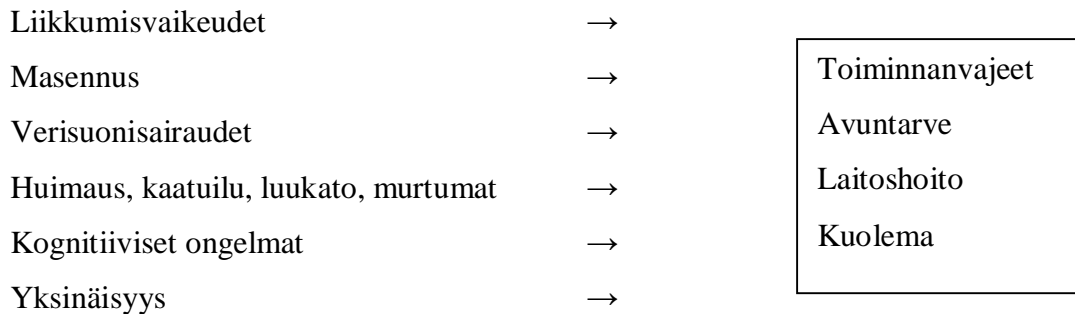 Liikkumisvaikeudet →
Masennus →
Verisuonisairaudet →
Huimaus, kaatuilu, luukato, murtumat →
Kognitiiviset ongelmat →
Yksinäisyys →
Toiminnanvajeet
Avuntarve
Laitoshoito
Kuolema